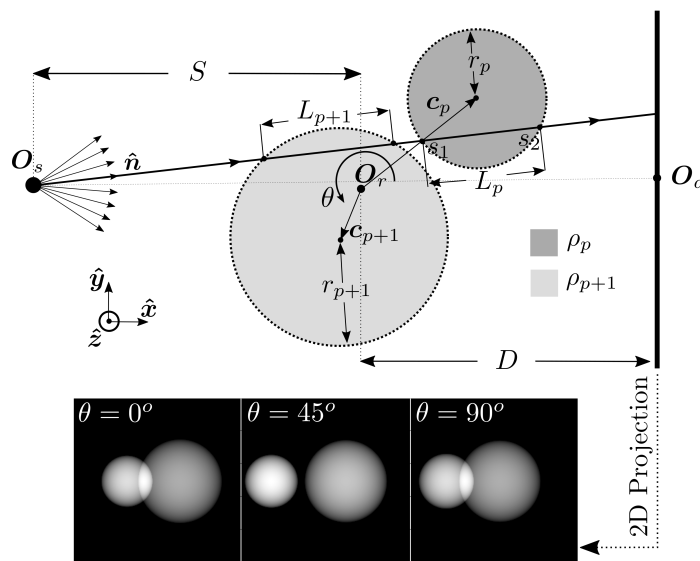 S
r_p
L_{p+1}
c_p
O_s
n̂
s_1
s_2
O_r
L_p
O_d
θ
c_{p+1}
r_{p+1}
ρ_p
ρ_{p+1}
ŷ
x̂
ẑ
D
θ = 0°
θ = 45°
θ = 90°
2D Projection